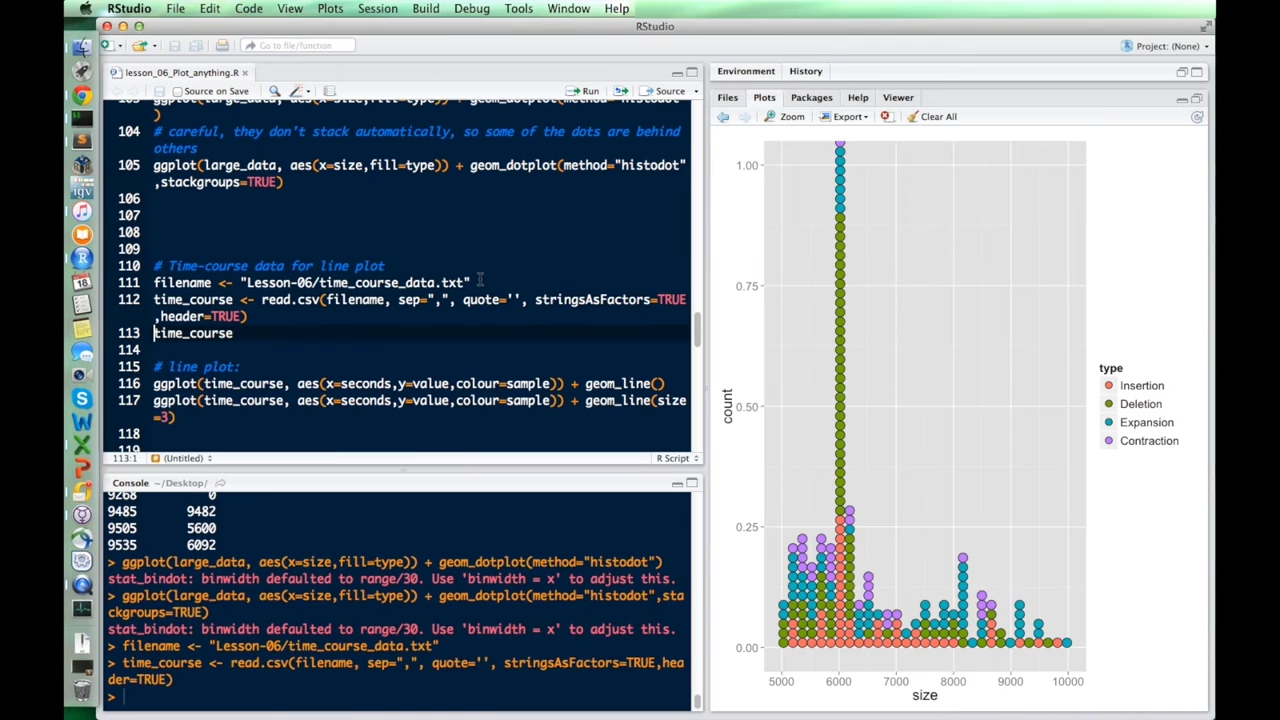 RStudio File Edit Code View Plots Session Build Debug Tools Window Help
RStudio
Go to file/function
Project: (None)
lesson_06_Plot_anything.R
Source on Save
Run
Source
104 # careful, they don't stack automatically, so some of the dots are behind
others
105 ggplot(large_data, aes(x=size,fill=type)) + geom_dotplot(method="histodot"
,stackgroups=TRUE)
106
107
108
109
110 # Time-course data for line plot
111 filename <- "Lesson-06/time_course_data.txt"
112 time_course <- read.csv(filename, sep=",", quote='', stringsAsFactors=TRUE
,header=TRUE)
113 time_course
114
115 # line plot:
116 ggplot(time_course, aes(x=seconds,y=value,colour=sample)) + geom_line()
117 ggplot(time_course, aes(x=seconds,y=value,colour=sample)) + geom_line(size
=3)
118
113:1 (Untitled) R Script
Console ~/Desktop/
9268 0
9485 9482
9505 5600
9535 6092
> ggplot(large_data, aes(x=size,fill=type)) + geom_dotplot(method="histodot")
stat_bindot: binwidth defaulted to range/30. Use 'binwidth = x' to adjust this.
> ggplot(large_data, aes(x=size,fill=type)) + geom_dotplot(method="histodot",sta
ckgroups=TRUE)
stat_bindot: binwidth defaulted to range/30. Use 'binwidth = x' to adjust this.
> filename <- "Lesson-06/time_course_data.txt"
> time_course <- read.csv(filename, sep=",", quote='', stringsAsFactors=TRUE,hea
der=TRUE)
>
Environment History
Files Plots Packages Help Viewer
Zoom Export Clear All
1.00
0.75
0.50
0.25
0.00
count
5000 6000 7000 8000 9000 10000
size
type
Insertion
Deletion
Expansion
Contraction
igv
18